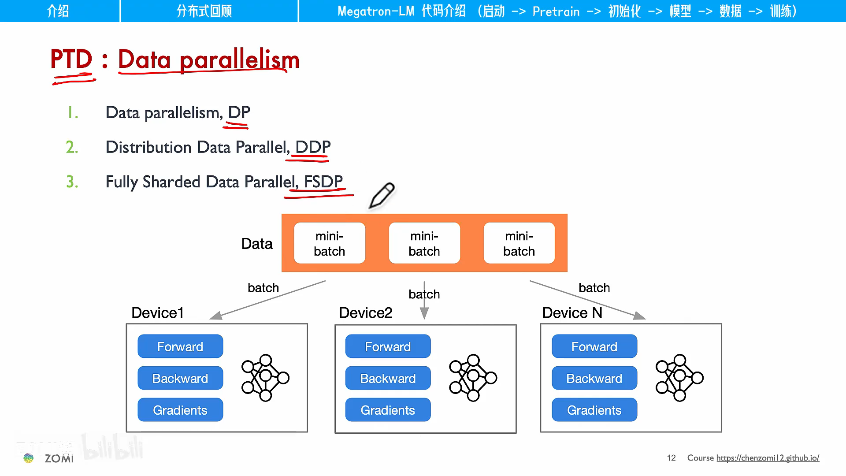 介绍
分布式回顾
Megatron-LM 代码介绍 （启动 -> Pretrain -> 初始化 -> 模型 -> 数据 -> 训练）
PTD : Data parallelism
1. Data parallelism, DP
2. Distribution Data Parallel, DDP
3. Fully Sharded Data Parallel, FSDP
Data
mini-
batch
mini-
batch
mini-
batch
batch
batch
batch
Device1
Device2
Device N
Forward
Backward
Gradients
Forward
Backward
Gradients
Forward
Backward
Gradients
ZOMI
bilibili
12
Course https://chenzomi12.github.io/